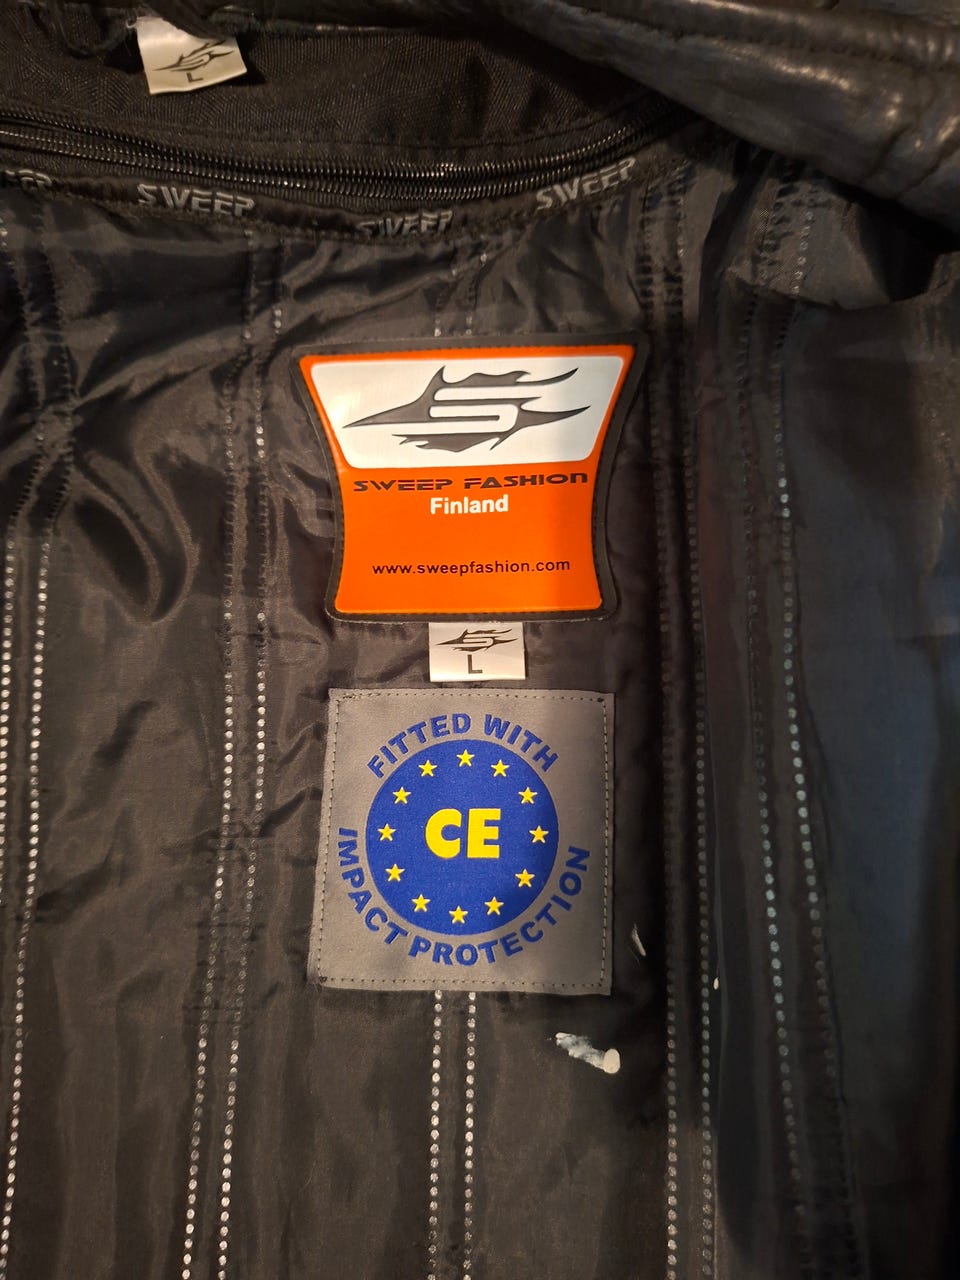 L
SWEEP
SWEEP
SWEEP
SWEEP FASHION
Finland
www.sweepfashion.com
L
FITTED WITH
CE
IMPACT PROTECTION